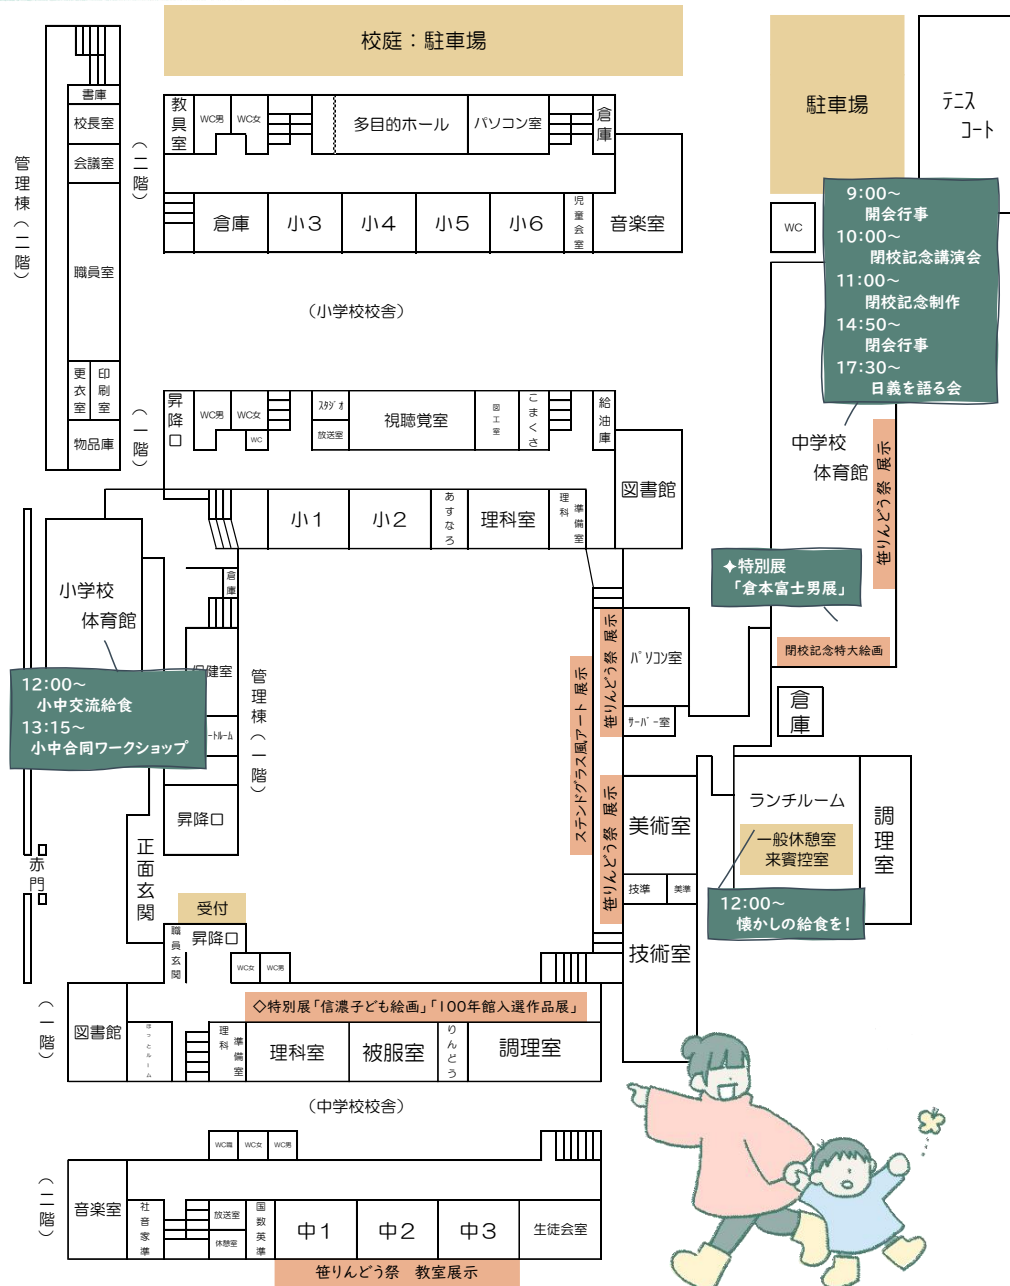 校庭：駐車場
駐車場
テニス
コート
WC
管理棟（二階）
書庫
校長室
会議室
職員室
更衣室
印刷室
物品庫
（二階）
教具室
WC男
WC女
多目的ホール
パソコン室
倉庫
倉庫
小3
小4
小5
小6
児童会室
音楽室
（小学校校舎）
9:00～
開会行事
10:00～
閉校記念講演会
11:00～
閉校記念制作
14:50～
閉会行事
17:30～
日義を語る会
中学校
体育館
笹りんどう祭 展示
（一階）
昇降口
WC男
WC女
WC
スタジオ
放送室
視聴覚室
図工室
こまくさ
給油庫
図書館
小1
小2
あすなろ
理科室
理科
準備室
✦特別展
「倉本富士男展」
閉校記念特大絵画
倉庫
小学校
体育館
12:00～
小中交流給食
13:15～
小中合同ワークショップ
倉庫
保健室
ートルーム
昇降口
管理棟（一階）
正面玄関
赤門
ステンドグラス風アート 展示
笹りんどう祭 展示
笹りんどう祭 展示
パソコン室
サーバー室
美術室
技準
美準
技術室
ランチルーム
一般休憩室
来賓控室
調理室
12:00～
懐かしの給食を！
受付
職員玄関
昇降口
WC女
WC男
（一階）
図書館
ほっとルーム
理科
準備室
◇特別展「信濃子ども絵画」「100年館入選作品展」
理科室
被服室
りんどう
調理室
（中学校校舎）
（二階）
WC職
WC女
WC男
音楽室
社音家準
放送室
休憩室
国数英準
中1
中2
中3
生徒会室
笹りんどう祭 教室展示